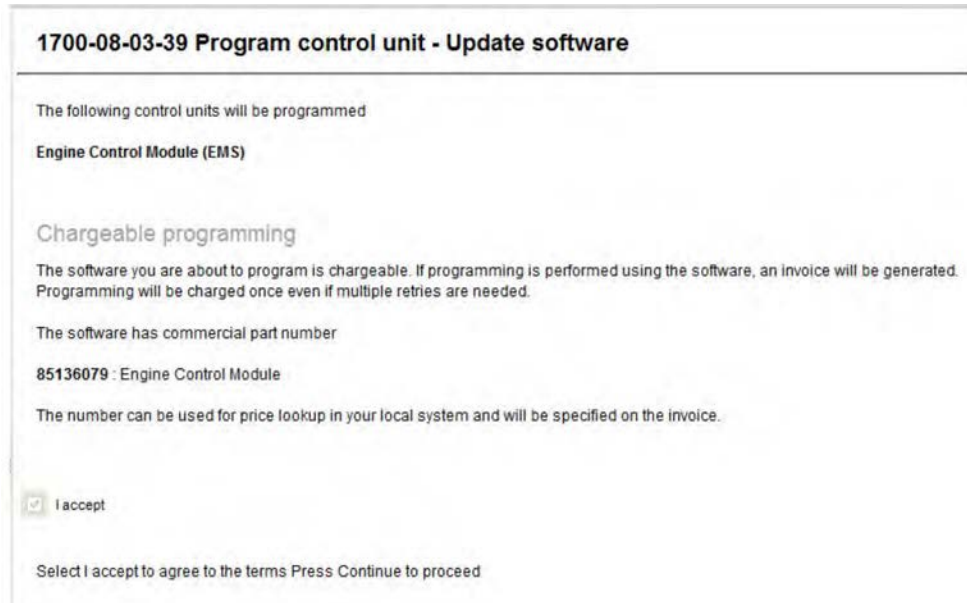 1700-08-03-39 Program control unit - Update software
The following control units will be programmed
Engine Control Module (EMS)
Chargeable programming
The software you are about to program is chargeable. If programming is performed using the software, an invoice will be generated.
Programming will be charged once even if multiple retries are needed.
The software has commercial part number
85136079 : Engine Control Module
The number can be used for price lookup in your local system and will be specified on the invoice.
I accept
Select I accept to agree to the terms Press Continue to proceed